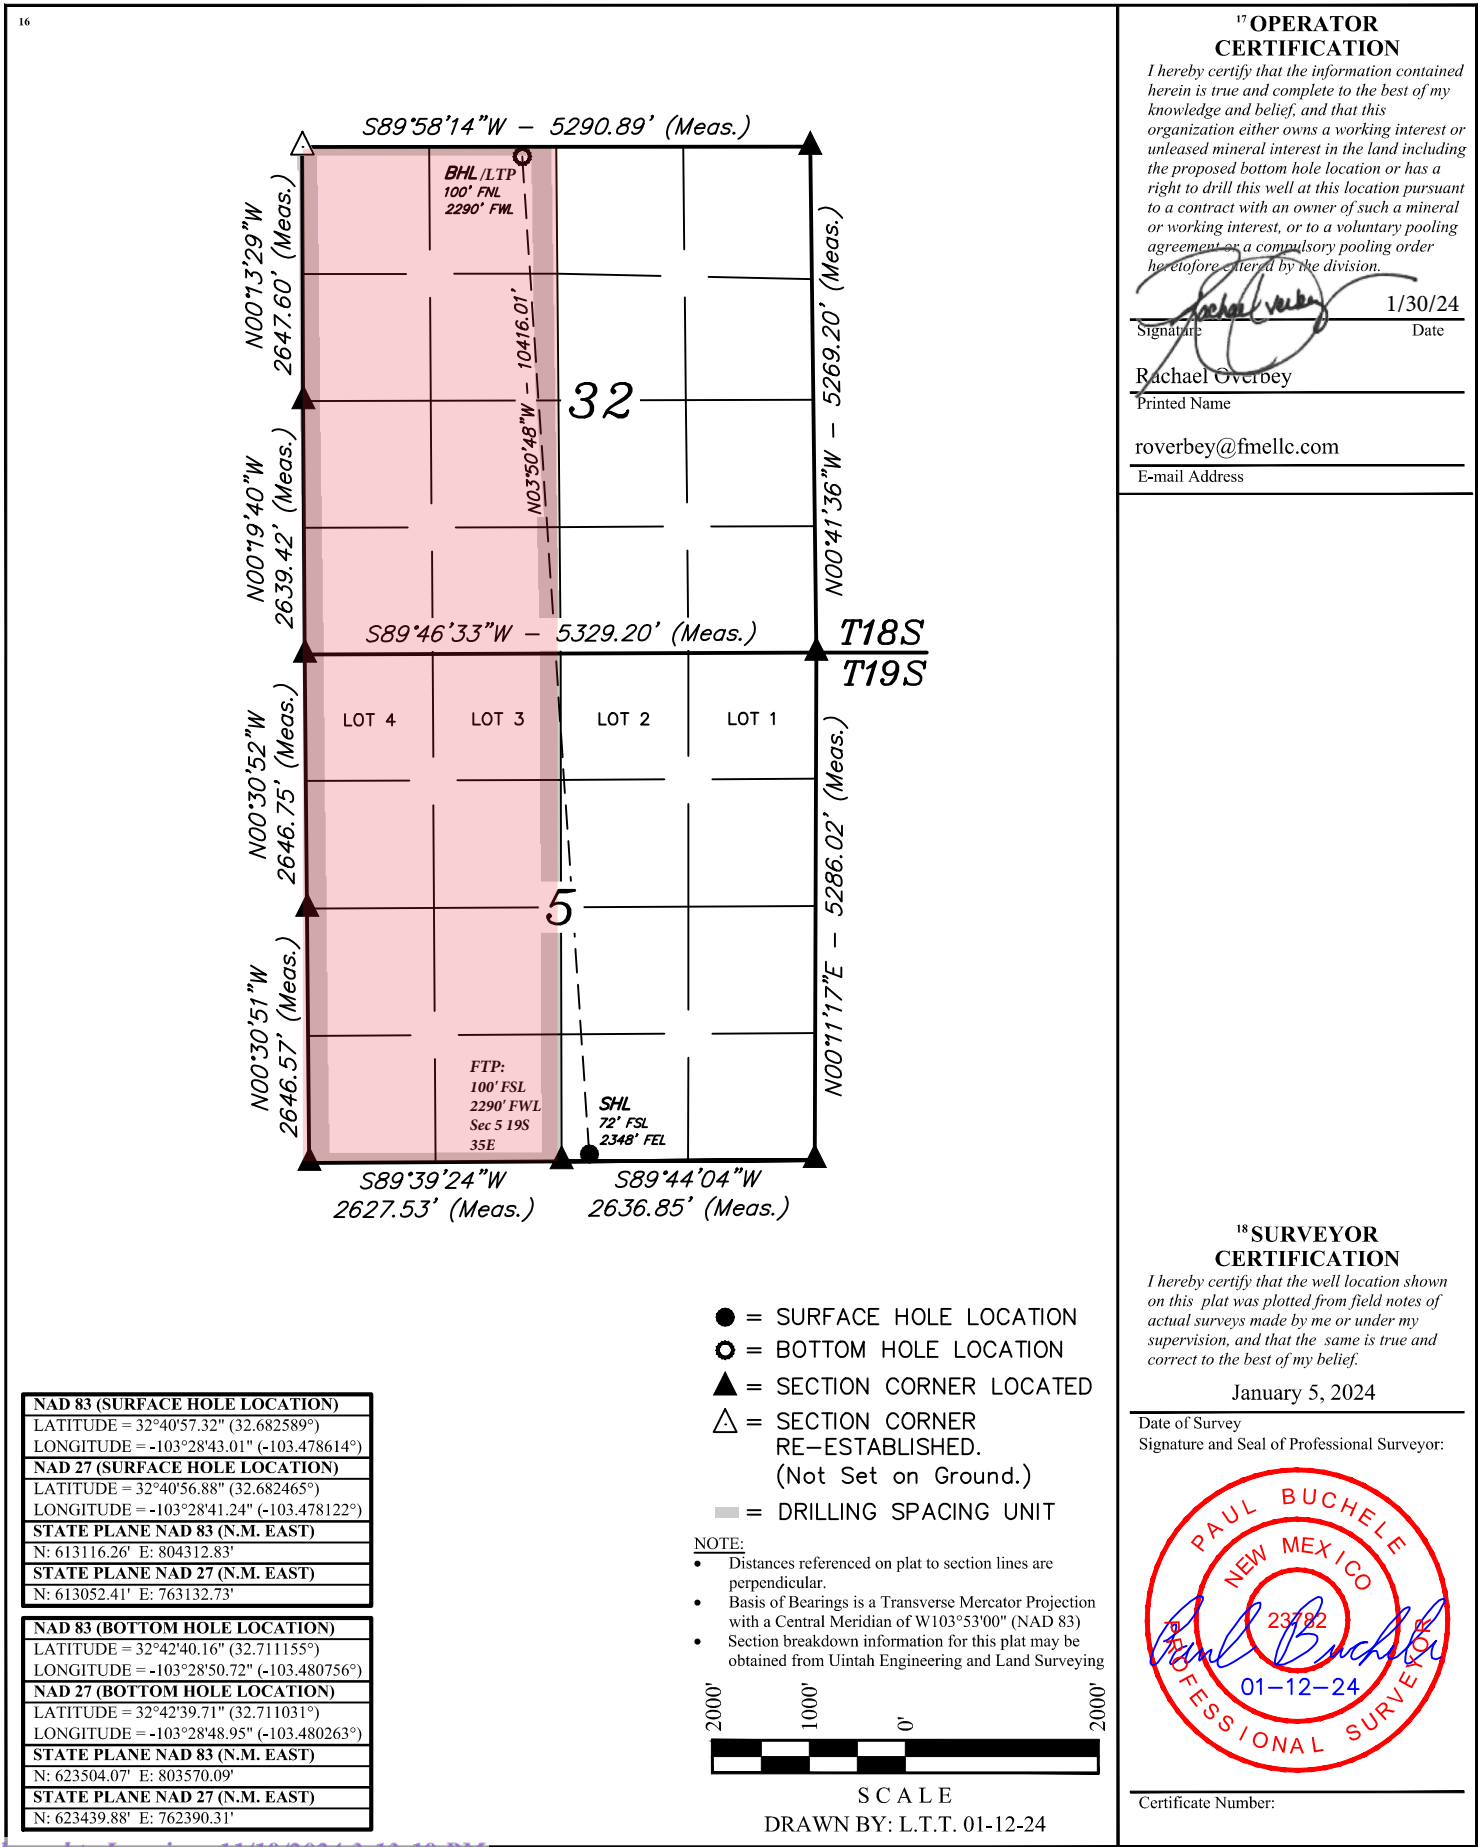 16
S89°58'14"W – 5290.89' (Meas.)
BHL/LTP
100' FNL
2290' FWL
N00°13'29"W
2647.60' (Meas.)
N03°50'48"W – 10416.01'
32
N00°41'36"W – 5269.20' (Meas.)
N00°19'40"W
2639.42' (Meas.)
S89°46'33"W – 5329.20' (Meas.)
T18S
T19S
LOT 4
LOT 3
LOT 2
LOT 1
N00°30'52"W
2646.75' (Meas.)
5
N00°11'17"E – 5286.02' (Meas.)
N00°30'51"W
2646.57' (Meas.)
FTP:
100' FSL
2290' FWL
Sec 5 19S
35E
SHL
72' FSL
2348' FEL
S89°39'24"W
2627.53' (Meas.)
S89°44'04"W
2636.85' (Meas.)
= SURFACE HOLE LOCATION
= BOTTOM HOLE LOCATION
= SECTION CORNER LOCATED
= SECTION CORNER
RE-ESTABLISHED.
(Not Set on Ground.)
= DRILLING SPACING UNIT
NOTE:
• Distances referenced on plat to section lines are
perpendicular.
• Basis of Bearings is a Transverse Mercator Projection
with a Central Meridian of W103°53'00" (NAD 83)
• Section breakdown information for this plat may be
obtained from Uintah Engineering and Land Surveying
2000'
1000'
0'
2000'
SCALE
DRAWN BY: L.T.T. 01-12-24
NAD 83 (SURFACE HOLE LOCATION)
LATITUDE = 32°40'57.32" (32.682589°)
LONGITUDE = -103°28'43.01" (-103.478614°)
NAD 27 (SURFACE HOLE LOCATION)
LATITUDE = 32°40'56.88" (32.682465°)
LONGITUDE = -103°28'41.24" (-103.478122°)
STATE PLANE NAD 83 (N.M. EAST)
N: 613116.26' E: 804312.83'
STATE PLANE NAD 27 (N.M. EAST)
N: 613052.41' E: 763132.73'
NAD 83 (BOTTOM HOLE LOCATION)
LATITUDE = 32°42'40.16" (32.711155°)
LONGITUDE = -103°28'50.72" (-103.480756°)
NAD 27 (BOTTOM HOLE LOCATION)
LATITUDE = 32°42'39.71" (32.711031°)
LONGITUDE = -103°28'48.95" (-103.480263°)
STATE PLANE NAD 83 (N.M. EAST)
N: 623504.07' E: 803570.09'
STATE PLANE NAD 27 (N.M. EAST)
N: 623439.88' E: 762390.31'
17 OPERATOR
CERTIFICATION
I hereby certify that the information contained
herein is true and complete to the best of my
knowledge and belief, and that this
organization either owns a working interest or
unleased mineral interest in the land including
the proposed bottom hole location or has a
right to drill this well at this location pursuant
to a contract with an owner of such a mineral
or working interest, or to a voluntary pooling
agreement or a compulsory pooling order
heretofore entered by the division.
Rachael Overbey
1/30/24
Signature
Date
Rachael Overbey
Printed Name
roverbey@fmellc.com
E-mail Address
18 SURVEYOR
CERTIFICATION
I hereby certify that the well location shown
on this plat was plotted from field notes of
actual surveys made by me or under my
supervision, and that the same is true and
correct to the best of my belief.
January 5, 2024
Date of Survey
Signature and Seal of Professional Surveyor:
PAUL BUCHELE
NEW MEXICO
23782
Paul Buchele
01-12-24
PROFESSIONAL SURVEYOR
Certificate Number: